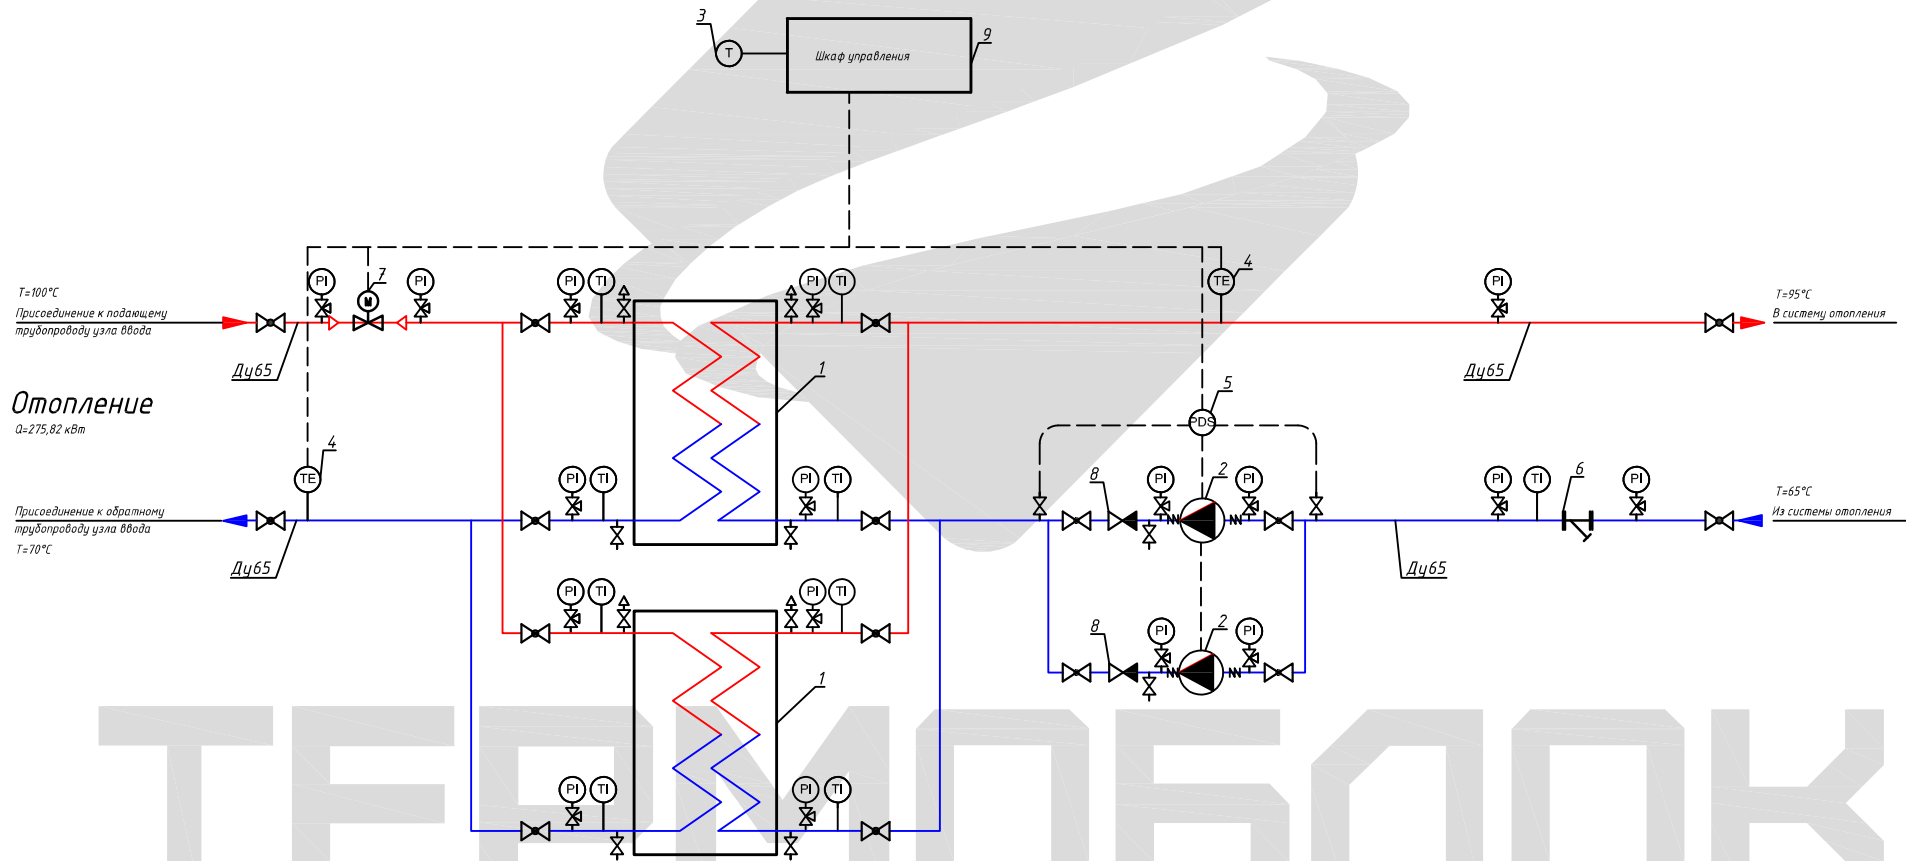 3
T
Шкаф управления
9
PI
7
M
PI
PI
TI
PI
TI
TE
4
PI
T=100°C
Присоединение к подающему
трубопроводу узла ввода
T=95°C
В систему отопления
Ду65
1
Ду65
5
PDS
Отопление
Q=275,82 кВт
TE
4
PI
TI
PI
TI
8
PI
2
PI
PI
TI
6
PI
Присоединение к обратному
трубопроводу узла ввода
T=70°C
T=65°C
Из системы отопления
Ду65
Ду65
PI
TI
PI
TI
8
PI
2
PI
1
PI
TI
PI
TI
ТЕРМОБЛОК